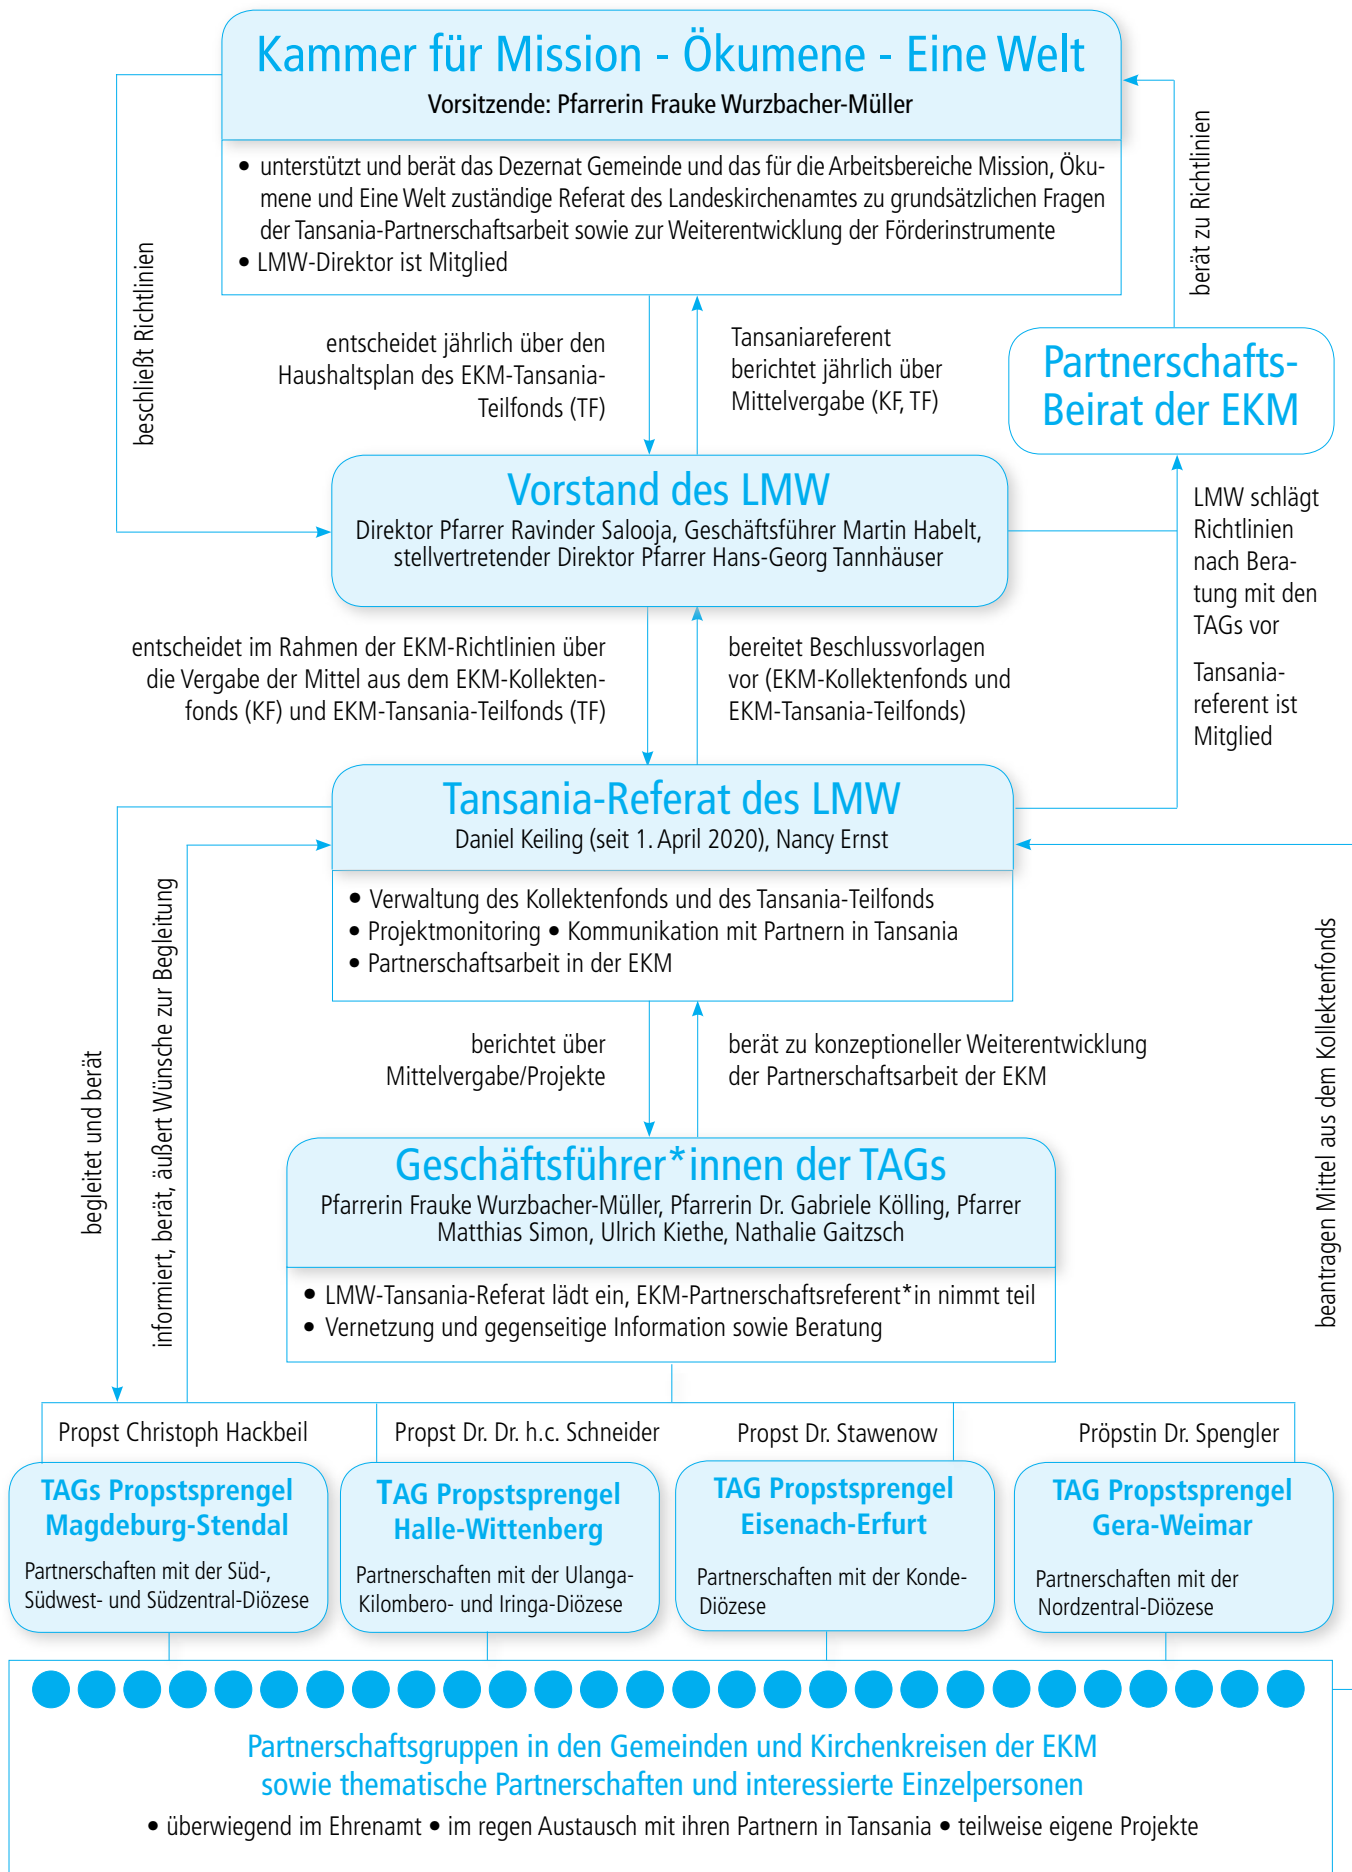 Kammer für Mission - Ökumene - Eine Welt
Vorsitzende: Pfarrerin Frauke Wurzbacher-Müller
• unterstützt und berät das Dezernat Gemeinde und das für die Arbeitsbereiche Mission, Öku-
mene und Eine Welt zuständige Referat des Landeskirchenamtes zu grundsätzlichen Fragen
der Tansania-Partnerschaftsarbeit sowie zur Weiterentwicklung der Förderinstrumente
• LMW-Direktor ist Mitglied
beschließt Richtlinien
berät zu Richtlinien
entscheidet jährlich über den
Haushaltsplan des EKM-Tansania-
Teilfonds (TF)
Tansaniareferent
berichtet jährlich über
Mittelvergabe (KF, TF)
Partnerschafts-
Beirat der EKM
Vorstand des LMW
Direktor Pfarrer Ravinder Salooja, Geschäftsführer Martin Habelt,
stellvertretender Direktor Pfarrer Hans-Georg Tannhäuser
LMW schlägt
Richtlinien
nach Bera-
tung mit den
TAGs vor
Tansania-
referent ist
Mitglied
entscheidet im Rahmen der EKM-Richtlinien über
die Vergabe der Mittel aus dem EKM-Kollekten-
fonds (KF) und EKM-Tansania-Teilfonds (TF)
bereitet Beschlussvorlagen
vor (EKM-Kollektenfonds und
EKM-Tansania-Teilfonds)
Tansania-Referat des LMW
Daniel Keiling (seit 1. April 2020), Nancy Ernst
• Verwaltung des Kollektenfonds und des Tansania-Teilfonds
• Projektmonitoring • Kommunikation mit Partnern in Tansania
• Partnerschaftsarbeit in der EKM
begleitet und berät
informiert, berät, äußert Wünsche zur Begleitung
beantragen Mittel aus dem Kollektenfonds
berichtet über
Mittelvergabe/Projekte
berät zu konzeptioneller Weiterentwicklung
der Partnerschaftsarbeit der EKM
Geschäftsführer*innen der TAGs
Pfarrerin Frauke Wurzbacher-Müller, Pfarrerin Dr. Gabriele Kölling, Pfarrer
Matthias Simon, Ulrich Kiethe, Nathalie Gaitzsch
• LMW-Tansania-Referat lädt ein, EKM-Partnerschaftsreferent*in nimmt teil
• Vernetzung und gegenseitige Information sowie Beratung
Propst Christoph Hackbeil
TAGs Propstsprengel
Magdeburg-Stendal
Partnerschaften mit der Süd-,
Südwest- und Südzentral-Diözese
Propst Dr. Dr. h.c. Schneider
TAG Propstsprengel
Halle-Wittenberg
Partnerschaften mit der Ulanga-
Kilombero- und Iringa-Diözese
Propst Dr. Stawenow
TAG Propstsprengel
Eisenach-Erfurt
Partnerschaften mit der Konde-
Diözese
Pröpstin Dr. Spengler
TAG Propstsprengel
Gera-Weimar
Partnerschaften mit der
Nordzentral-Diözese
Partnerschaftsgruppen in den Gemeinden und Kirchenkreisen der EKM
sowie thematische Partnerschaften und interessierte Einzelpersonen
• überwiegend im Ehrenamt • im regen Austausch mit ihren Partnern in Tansania • teilweise eigene Projekte